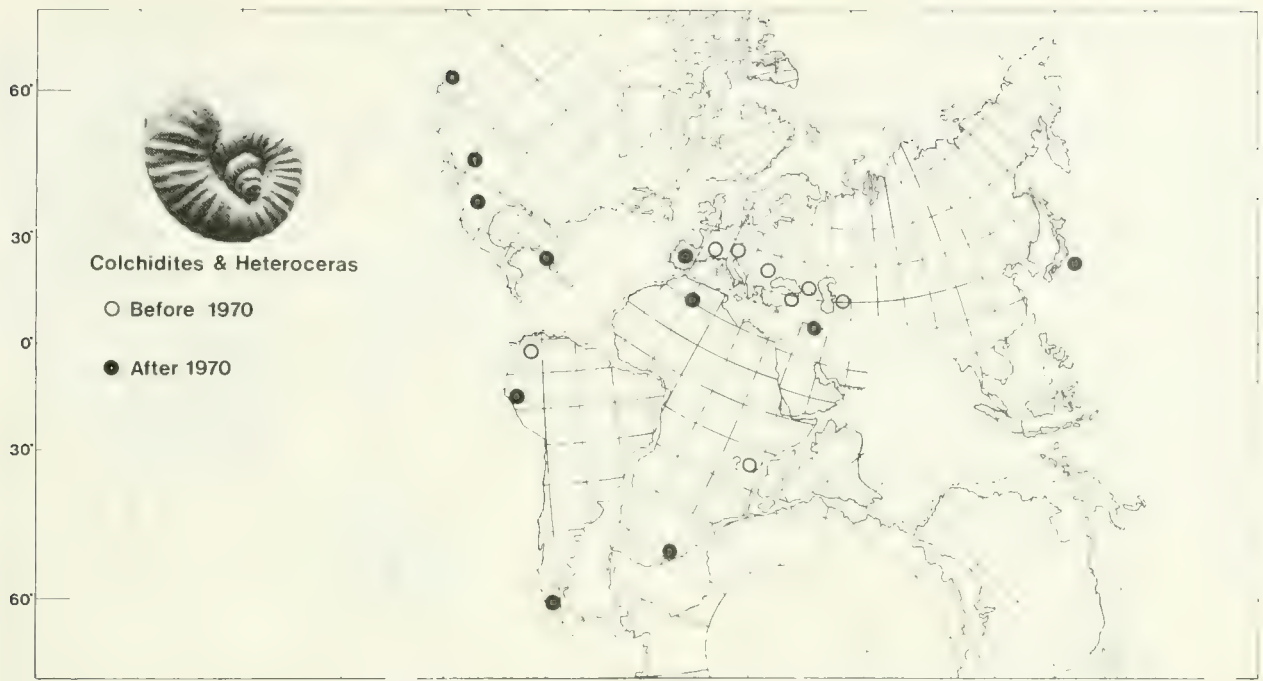 60°
30°
0°
30°
60°
Colchidites & Heteroceras
Before 1970
After 1970
?